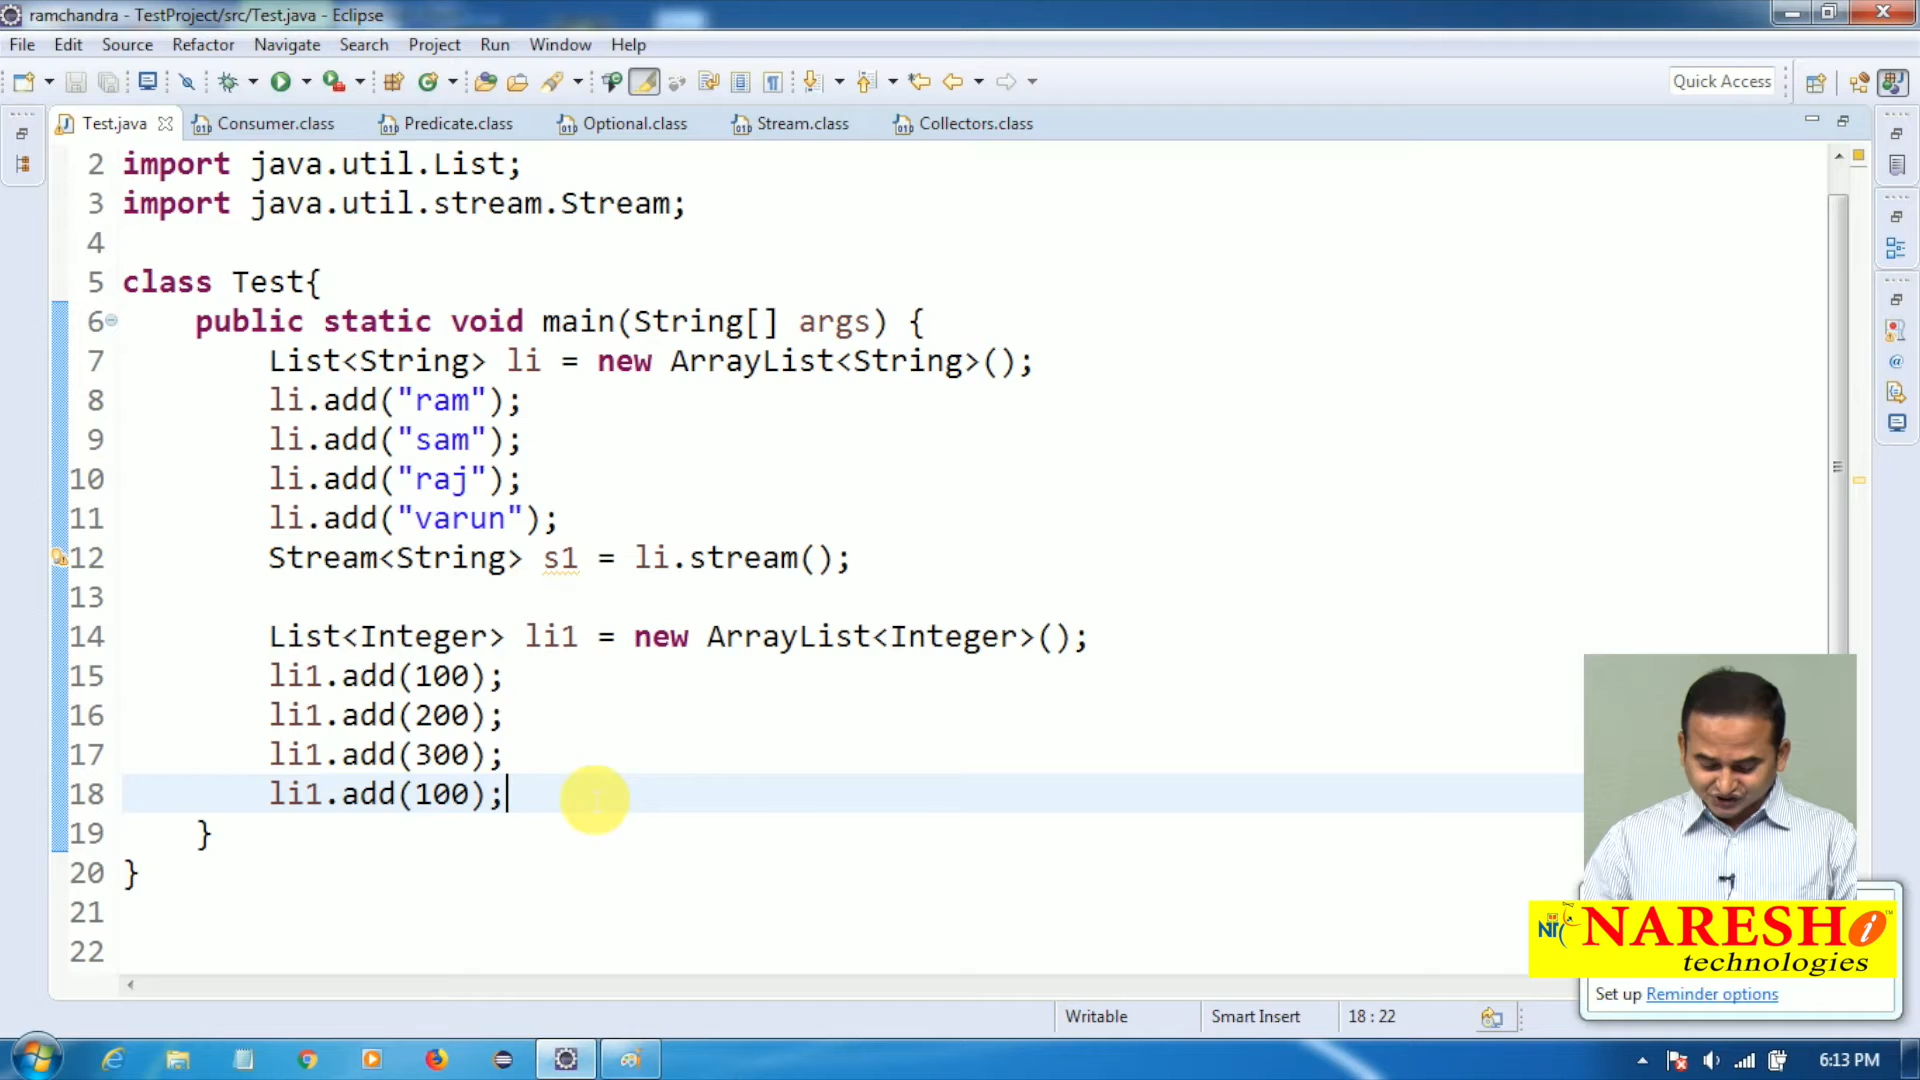 ramchandra - TestProject/src/Test.java - Eclipse
File Edit Source Refactor Navigate Search Project Run Window Help
Quick Access
Test.java Consumer.class Predicate.class Optional.class Stream.class Collectors.class
2 import java.util.List;
3 import java.util.stream.Stream;
4
5 class Test{
6 public static void main(String[] args) {
7 List<String> li = new ArrayList<String>();
8 li.add("ram");
9 li.add("sam");
10 li.add("raj");
11 li.add("varun");
12 Stream<String> s1 = li.stream();
13
14 List<Integer> li1 = new ArrayList<Integer>();
15 li1.add(100);
16 li1.add(200);
17 li1.add(300);
18 li1.add(100);
19 }
20 }
21
22
NARESH i
technologies
Set up Reminder options
Writable Smart Insert 18 : 22
6:13 PM